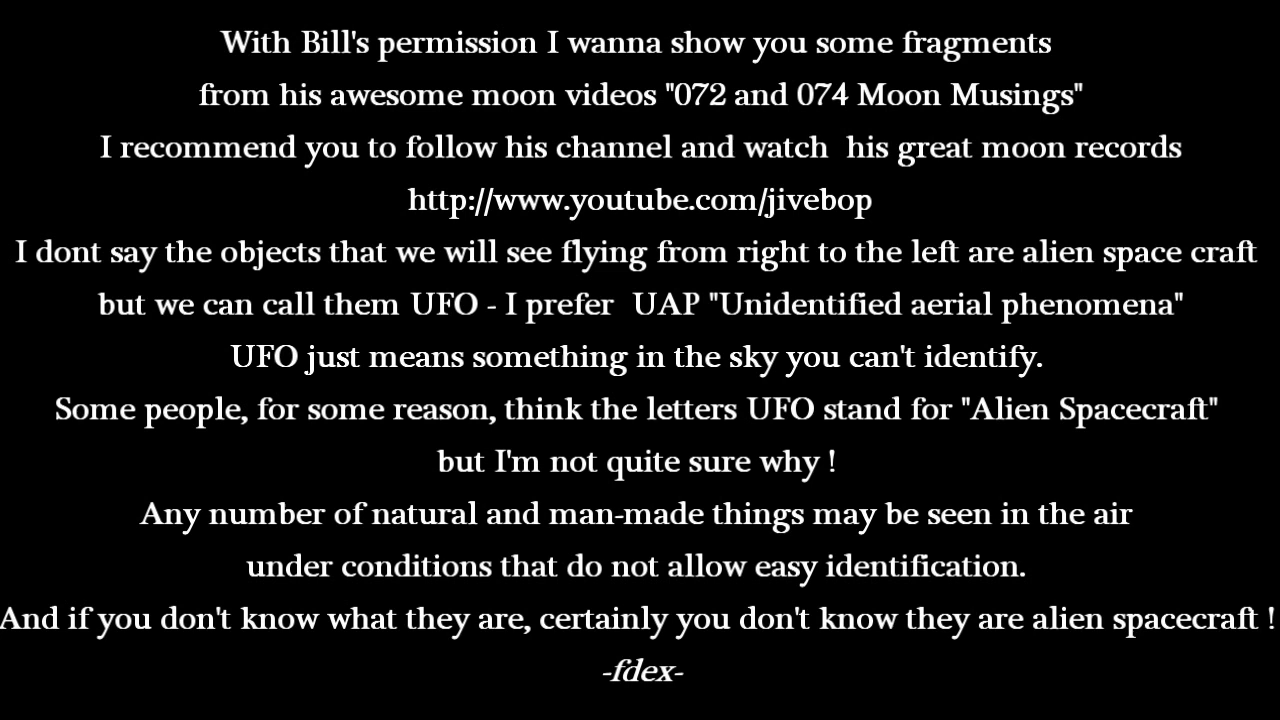 With Bill's permission I wanna show you some fragments
from his awesome moon videos "072 and 074 Moon Musings"
I recommend you to follow his channel and watch  his great moon records
http://www.youtube.com/jivebop
I dont say the objects that we will see flying from right to the left are alien space craft
but we can call them UFO - I prefer  UAP "Unidentified aerial phenomena"
UFO just means something in the sky you can't identify.
Some people, for some reason, think the letters UFO stand for "Alien Spacecraft"
but I'm not quite sure why !
Any number of natural and man-made things may be seen in the air
under conditions that do not allow easy identification.
And if you don't know what they are, certainly you don't know they are alien spacecraft !
-fdex-